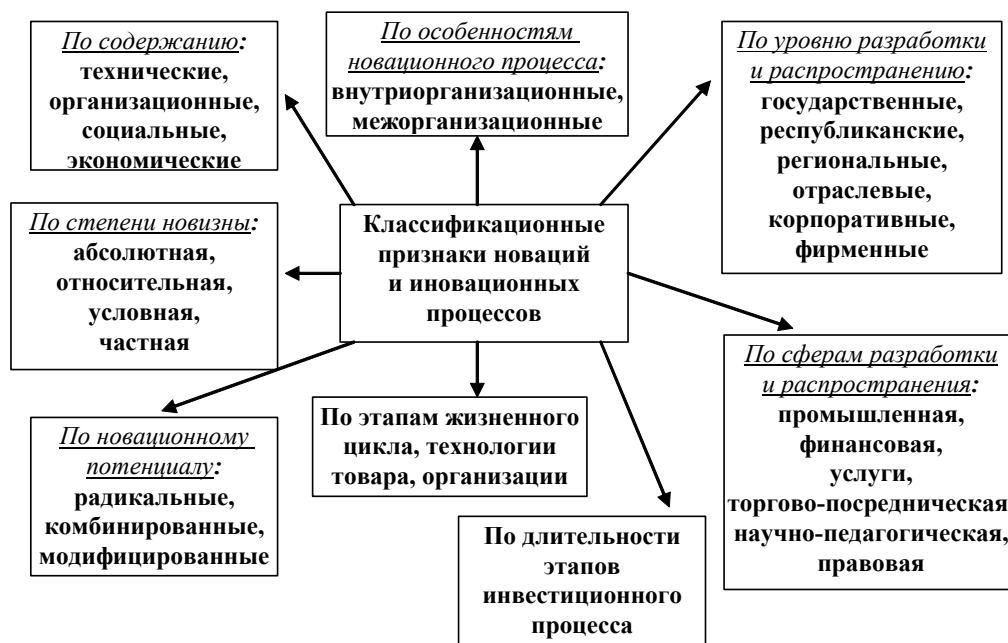 По содержанию:
технические,
организационные,
социальные,
экономические
По особенностям
новационного процесса:
внутриорганизационные,
межорганизационные
По уровню разработки
и распространению:
государственные,
республиканские,
региональные,
отраслевые,
корпоративные,
фирменные
По степени новизны:
абсолютная,
относительная,
условная,
частная
Классификационные
признаки новаций
и иновационных
процессов
По новационному
потенциалу:
радикальные,
комбинированные,
модифицированные
По этапам жизненного
цикла, технологии
товара, организации
По длительности
этапов
инвестиционного
процесса
По сферам разработки
и распространения:
промышленная,
финансовая,
услуги,
торгово-посредническая
научно-педагогическая,
правовая